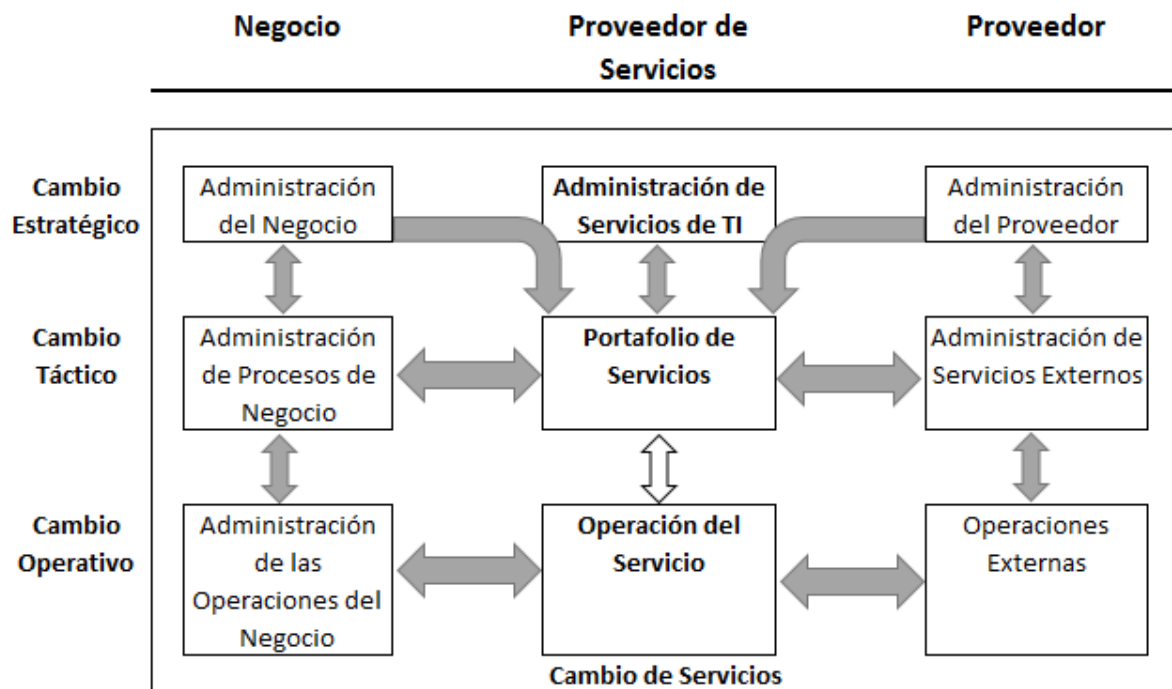 Negocio
Proveedor de
Servicios
Proveedor
Cambio
Estratégico
Administración
del Negocio
Administración de
Servicios de TI
Administración
del Proveedor
Cambio
Táctico
Administración
de Procesos de
Negocio
Portafolio de
Servicios
Administración de
Servicios Externos
Cambio
Operativo
Administración
de las
Operaciones del
Negocio
Operación del
Servicio
Operaciones
Externas
Cambio de Servicios